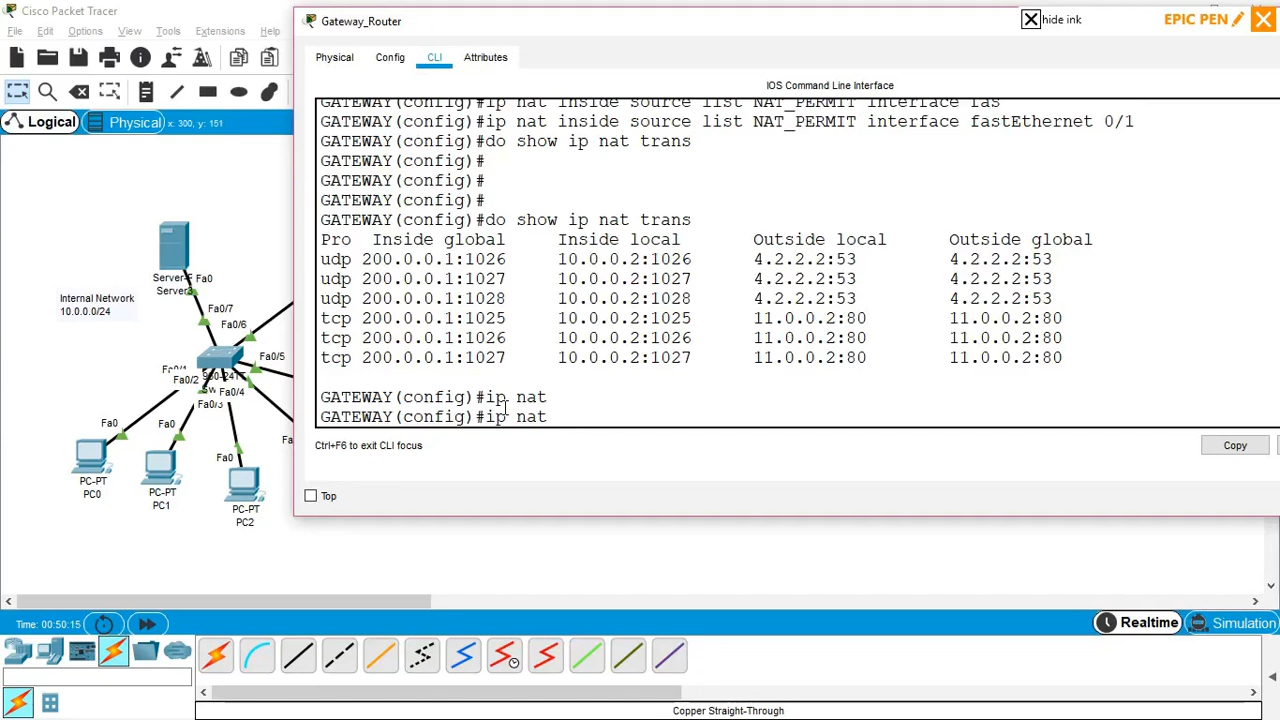 Cisco Packet Tracer
File Edit Options View Tools Extensions Help
Logical Physical x: 300, y: 151
Gateway_Router
hide ink
EPIC PEN
Physical Config CLI Attributes
IOS Command Line Interface
GATEWAY(config)#ip nat inside source list NAT_PERMIT interface fas
GATEWAY(config)#ip nat inside source list NAT_PERMIT interface fastEthernet 0/1
GATEWAY(config)#do show ip nat trans
GATEWAY(config)#
GATEWAY(config)#
GATEWAY(config)#
GATEWAY(config)#do show ip nat trans
Pro Inside global Inside local Outside local Outside global
udp 200.0.0.1:1026 10.0.0.2:1026 4.2.2.2:53 4.2.2.2:53
udp 200.0.0.1:1027 10.0.0.2:1027 4.2.2.2:53 4.2.2.2:53
udp 200.0.0.1:1028 10.0.0.2:1028 4.2.2.2:53 4.2.2.2:53
tcp 200.0.0.1:1025 10.0.0.2:1025 11.0.0.2:80 11.0.0.2:80
tcp 200.0.0.1:1026 10.0.0.2:1026 11.0.0.2:80 11.0.0.2:80
tcp 200.0.0.1:1027 10.0.0.2:1027 11.0.0.2:80 11.0.0.2:80
GATEWAY(config)#ip nat
GATEWAY(config)#ip nat
Ctrl+F6 to exit CLI focus
Copy
Top
Fa0
Server3
Internal Network
10.0.0.0/24
Fa0/7
Fa0/6
Fa0/5
Fa0/2
Fa0/4
Fa0/3
Fa0
Fa0
Fa0
PC-PT
PC0
PC-PT
PC1
PC-PT
PC2
Time: 00:50:15
Realtime
Simulation
Copper Straight-Through